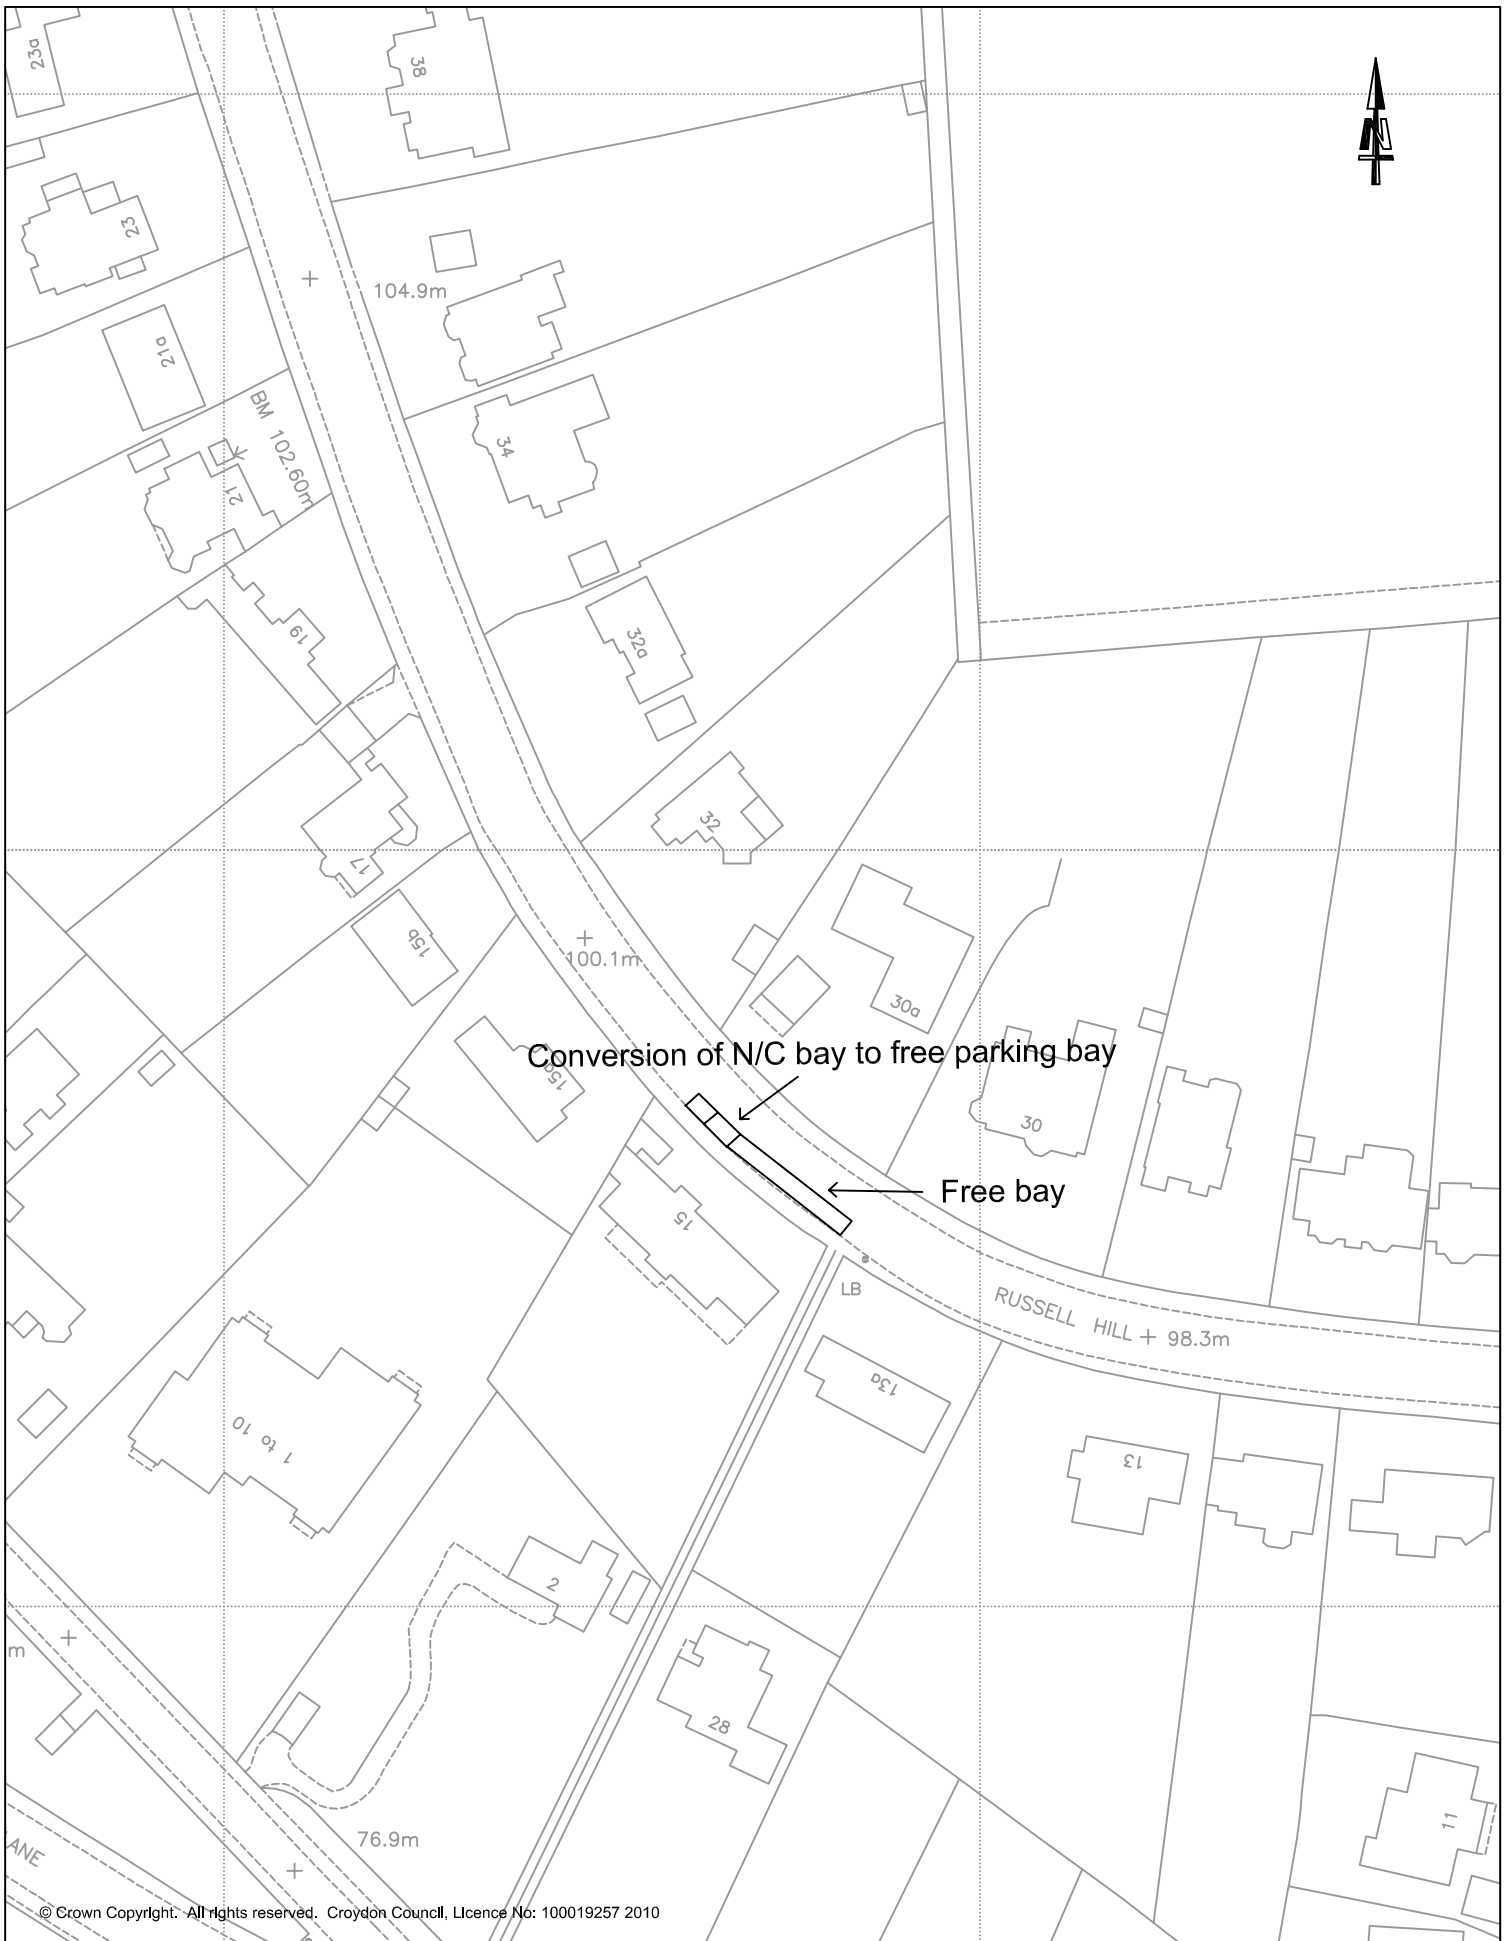 23a
38
N
23
104.9m
21a
BM 102.60m
34
21
19
32a
32
17
15b
100.1m
30a
Conversion of N/C bay to free parking bay
15a
30
Free bay
15
LB
RUSSELL HILL + 98.3m
13a
1 to 10
13
2
m
28
11
76.9m
ANE
© Crown Copyright. All rights reserved. Croydon Council, Licence No: 100019257 2010